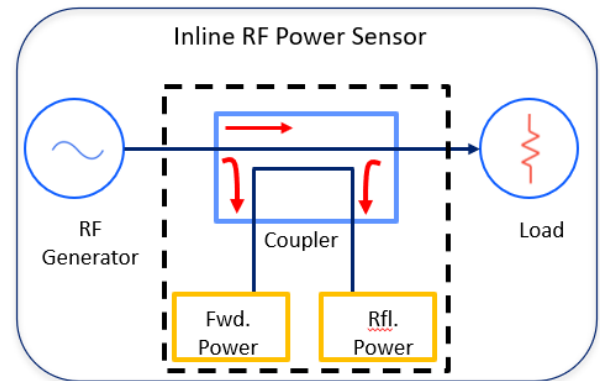 Inline RF Power Sensor
RF
Generator
Coupler
Load
Fwd.
Power
Rfl.
Power